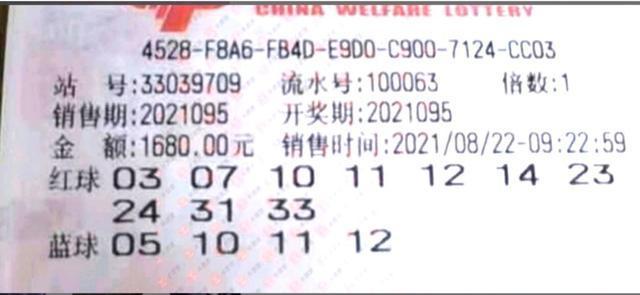 CHINA WELFARE LOTTERY
4528-F8A6-FB4D-E9D0-C900-7124-CC03
站 号:33039709 流水号:100063 倍数:1
销售期:2021095 开奖期:2021095
金 额:1680.00元 销售时间:2021/08/22-09:22:59
红球 03 07 10 11 12 14 23
24 31 33
蓝球 05 10 11 12